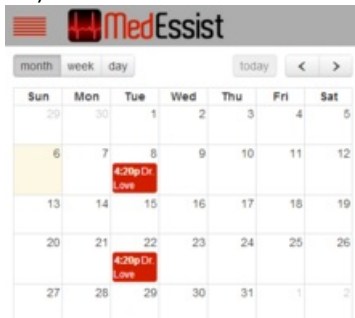 MedEssist
month week day today < >
Sun Mon Tue Wed Thu Fri Sat
29 30 1 2 3 4 5
6 7 8 9 10 11 12
4:20p Dr.
Love
13 14 15 16 17 18 19
20 21 22 23 24 25 26
4:20p Dr.
Love
27 28 29 30 31 1 2